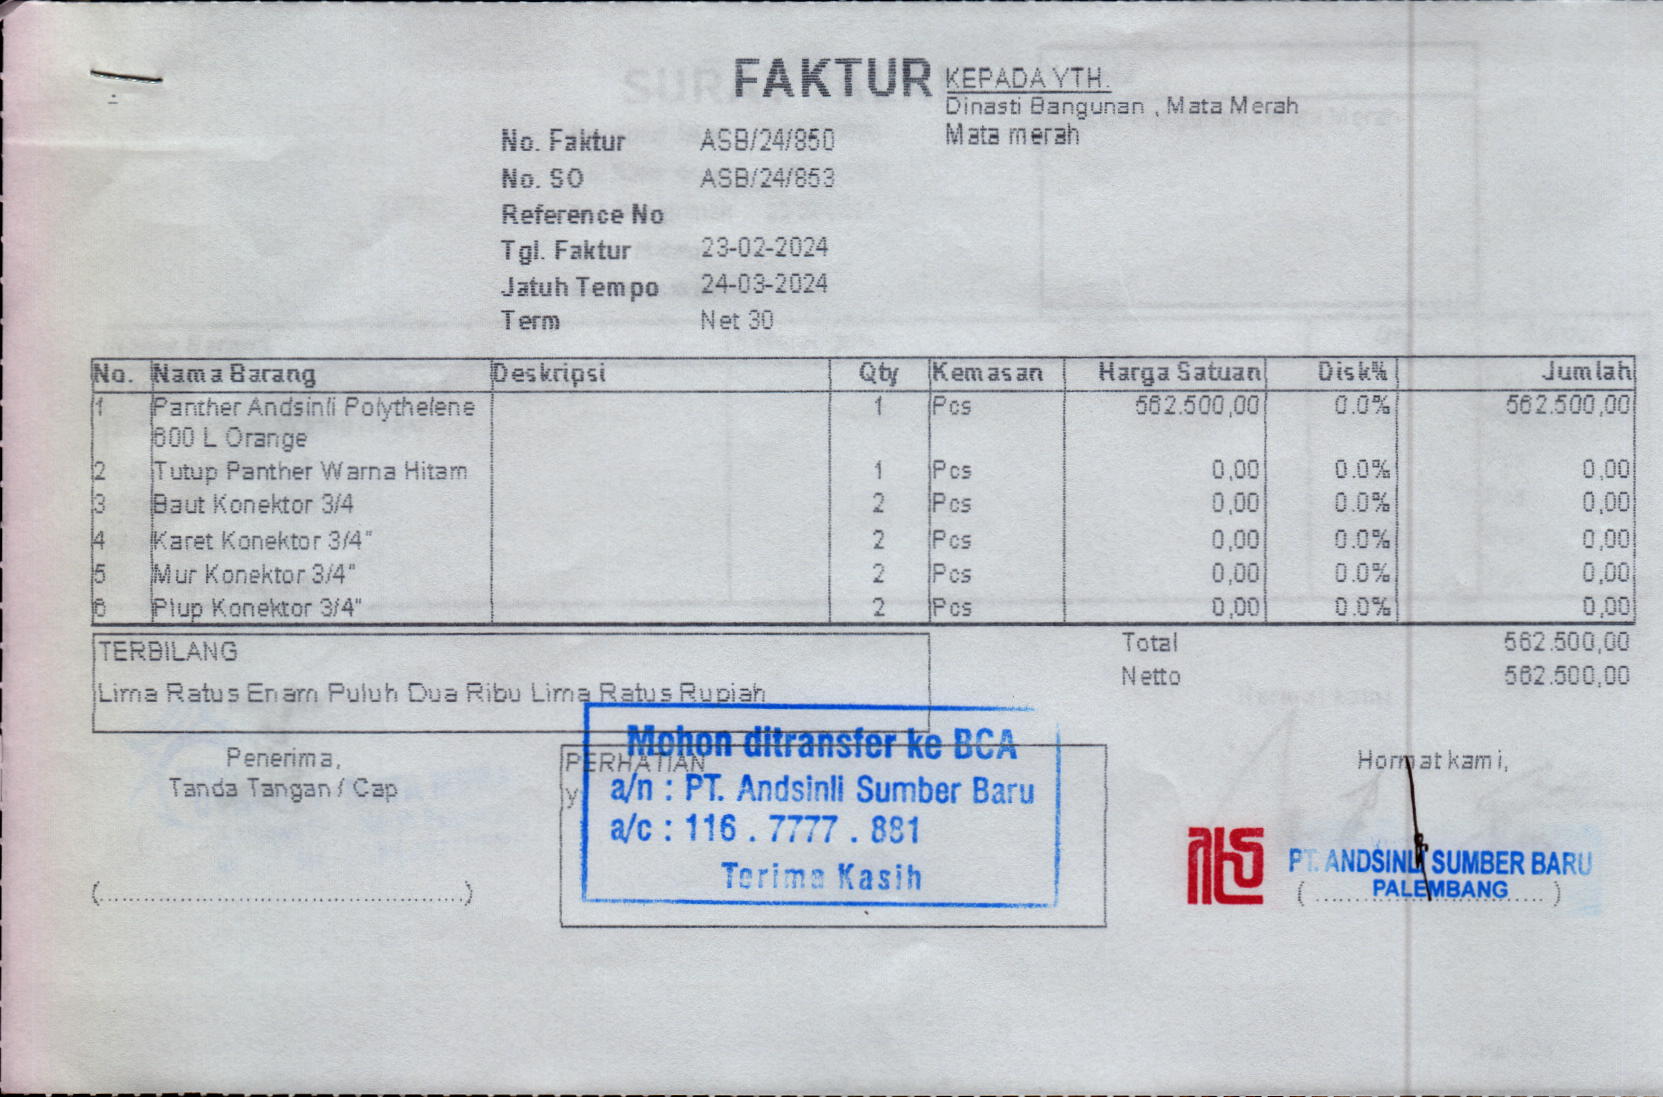 FAKTUR
KEPADA YTH.
Dinasti Bangunan , Mata Merah
Mata merah
No. Faktur ASB/24/850
No. SO ASB/24/853
Reference No
Tgl. Faktur 23-02-2024
Jatuh Tempo 24-03-2024
Term Net 30
No. Nama Barang Deskripsi Qty Kemasan Harga Satuan Disk% Jumlah
1 Panther Andsinli Polythelene 1 Pcs 562.500,00 0.0% 562.500,00
600 L Orange
2 Tutup Panther Warna Hitam 1 Pcs 0,00 0.0% 0,00
3 Baut Konektor 3/4 2 Pcs 0,00 0.0% 0,00
4 Karet Konektor 3/4" 2 Pcs 0,00 0.0% 0,00
5 Mur Konektor 3/4" 2 Pcs 0,00 0.0% 0,00
6 Plup Konektor 3/4" 2 Pcs 0,00 0.0% 0,00
TERBILANG
Lima Ratus Enam Puluh Dua Ribu Lima Ratus Rupiah
Total 562.500,00
Netto 562.500,00
Penerima,
Tanda Tangan / Cap
(................................................)
PERHATIAN
y
Mohon ditransfer ke BCA
a/n : PT. Andsinli Sumber Baru
a/c : 116 . 7777 . 881
Terima Kasih
Hormat kami,
PT. ANDSINLI SUMBER BARU
PALEMBANG
(..............................)